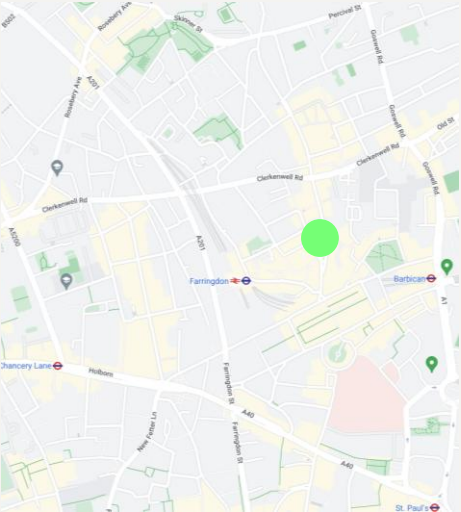 B502
Rosebery Ave
Skinner St
Percival St
Goswell Rd.
A201
Rosebery Ave
Goswell Rd.
Old St
Clerkenwell Rd
Clerkenwell Rd
Goswell Rd.
Clerkenwell Rd
A5200
A201
Farringdon
Barbican
A1
Chancery Lane
Holborn
Farringdon St
New Fetter Ln
A40
Farringdon St
A40
St. Paul's